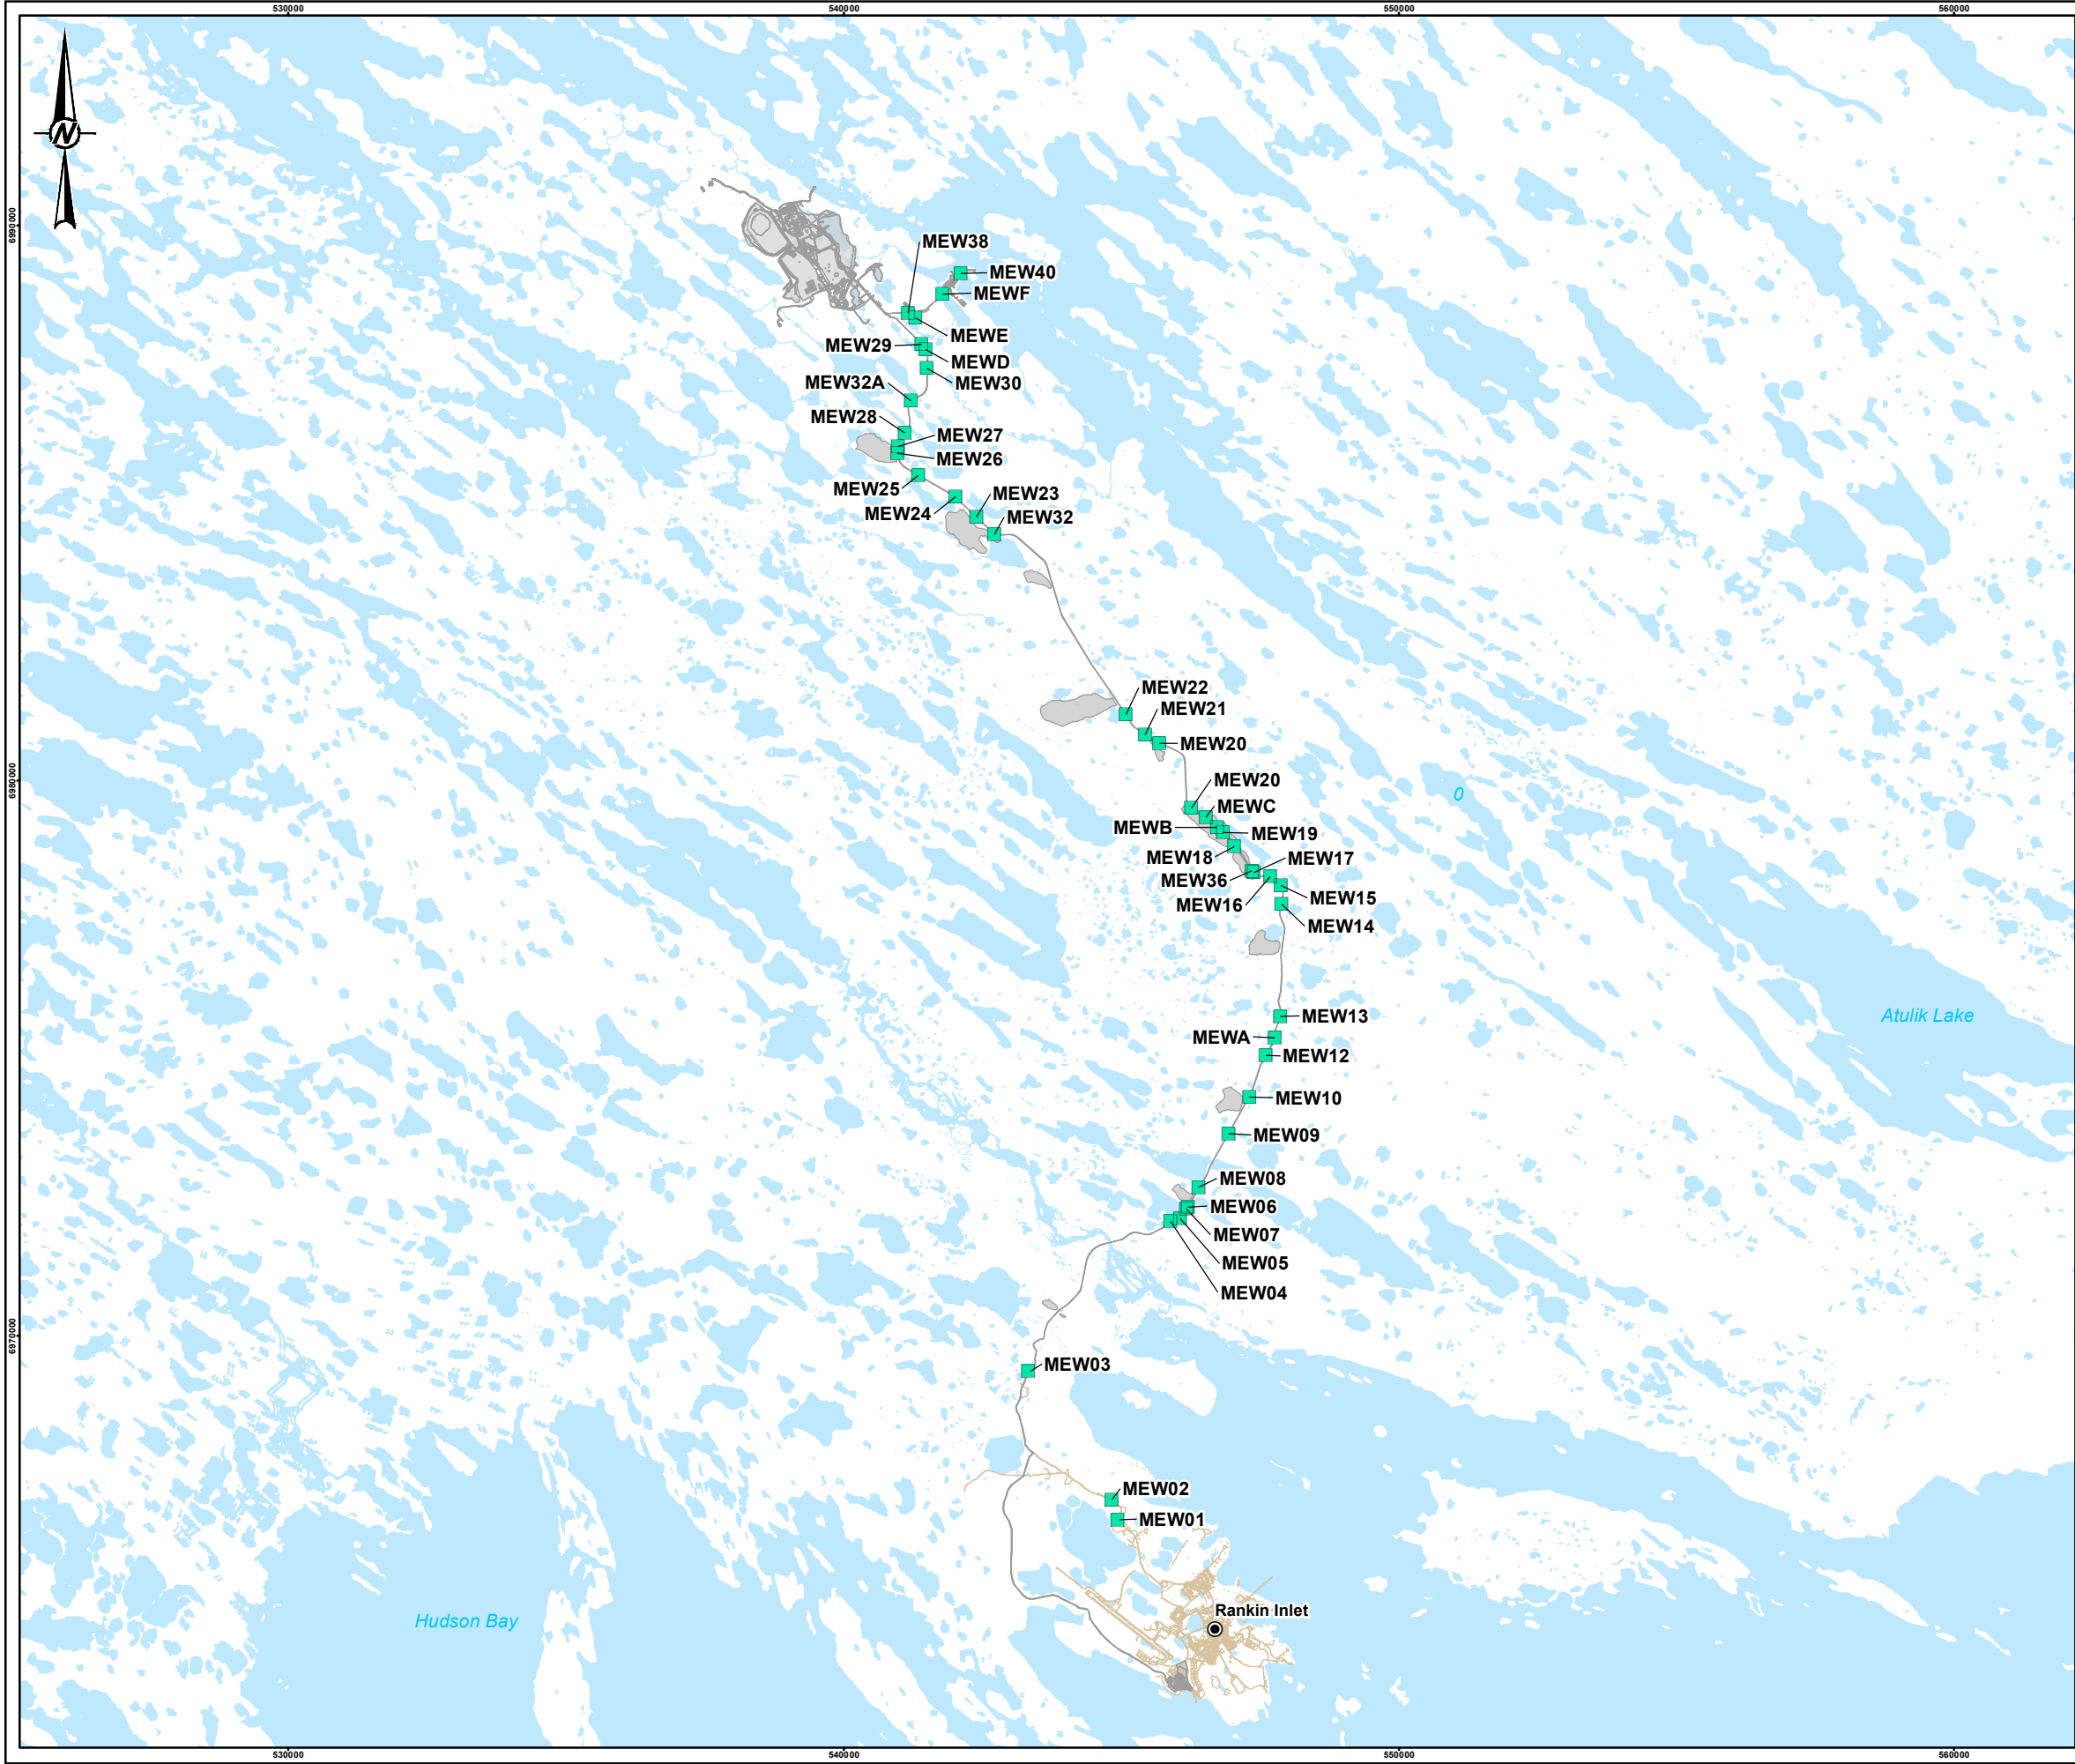 530000
540000
550000
560000
N
6990000
MEW38
MEW40
MEWF
MEWE
MEW29
MEWD
MEW30
MEW32A
MEW28
MEW27
MEW26
MEW25
MEW23
MEW24
MEW32
MEW22
MEW21
MEW20
6980000
MEW20
0
MEWC
MEWB
MEW19
MEW18
MEW17
MEW36
MEW15
MEW16
MEW14
Atulik Lake
MEW13
MEWA
MEW12
MEW10
MEW09
MEW08
MEW06
MEW07
MEW05
MEW04
6970000
MEW03
MEW02
MEW01
Rankin Inlet
Hudson Bay
530000
540000
550000
560000